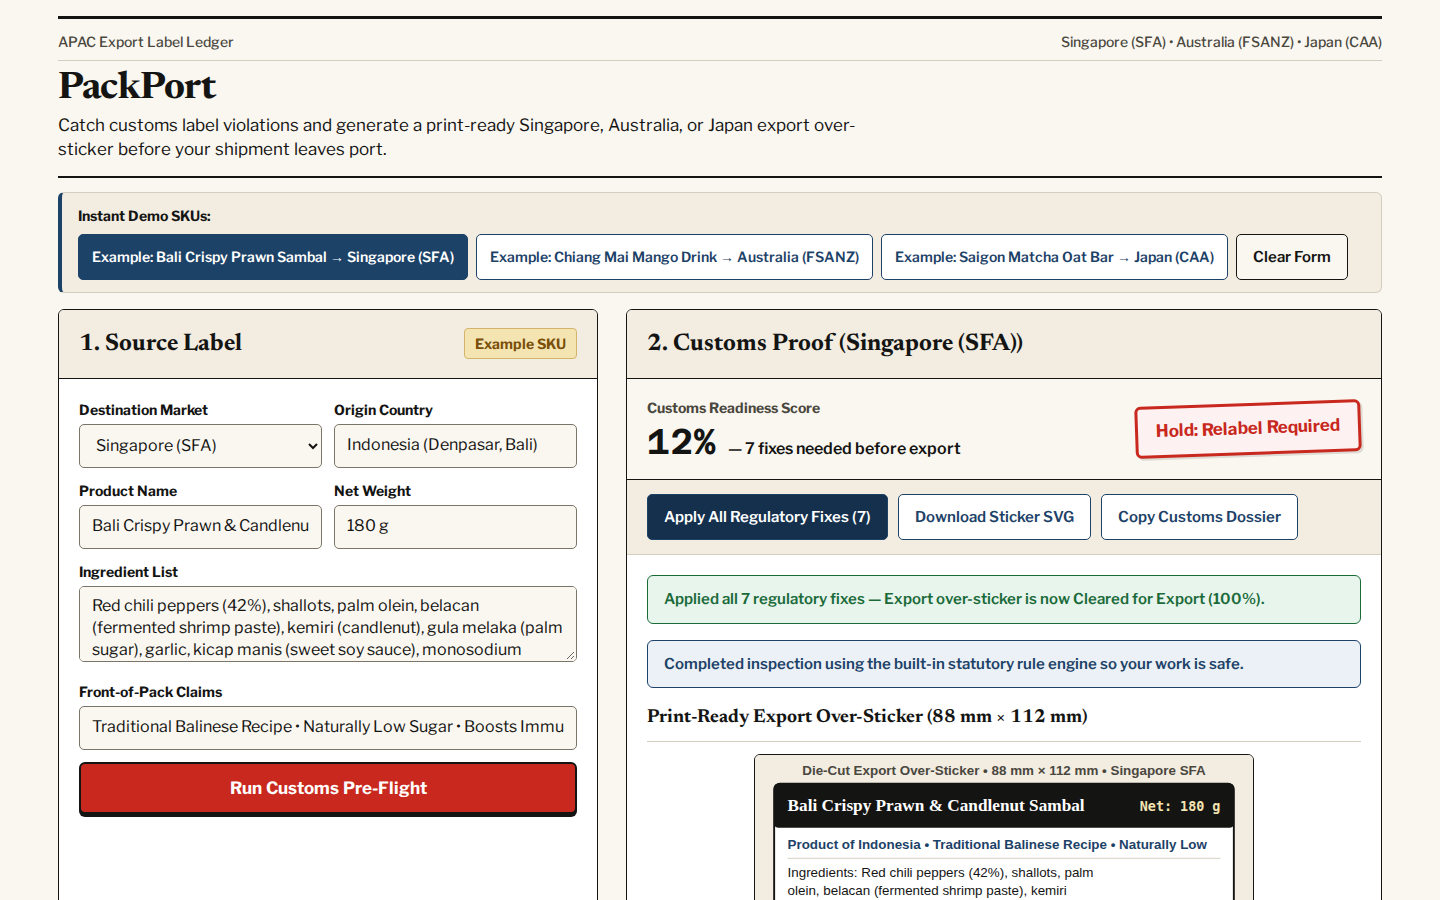 APAC Export Label Ledger
Singapore (SFA) • Australia (FSANZ) • Japan (CAA)
PackPort
Catch customs label violations and generate a print-ready Singapore, Australia, or Japan export over-
sticker before your shipment leaves port.
Instant Demo SKUs:
Example: Bali Crispy Prawn Sambal → Singapore (SFA)
Example: Chiang Mai Mango Drink → Australia (FSANZ)
Example: Saigon Matcha Oat Bar → Japan (CAA)
Clear Form
1. Source Label
Example SKU
Destination Market
Origin Country
Singapore (SFA)
Indonesia (Denpasar, Bali)
Product Name
Net Weight
Bali Crispy Prawn & Candlenu
180 g
Ingredient List
Red chili peppers (42%), shallots, palm olein, belacan
(fermented shrimp paste), kemiri (candlenut), gula melaka (palm
sugar), garlic, kicap manis (sweet soy sauce), monosodium
Front-of-Pack Claims
Traditional Balinese Recipe • Naturally Low Sugar • Boosts Immu
Run Customs Pre-Flight
2. Customs Proof (Singapore (SFA))
Customs Readiness Score
12% — 7 fixes needed before export
Hold: Relabel Required
Apply All Regulatory Fixes (7)
Download Sticker SVG
Copy Customs Dossier
Applied all 7 regulatory fixes — Export over-sticker is now Cleared for Export (100%).
Completed inspection using the built-in statutory rule engine so your work is safe.
Print-Ready Export Over-Sticker (88 mm × 112 mm)
Die-Cut Export Over-Sticker • 88 mm × 112 mm • Singapore SFA
Bali Crispy Prawn & Candlenut Sambal
Net: 180 g
Product of Indonesia • Traditional Balinese Recipe • Naturally Low
Ingredients: Red chili peppers (42%), shallots, palm
olein, belacan (fermented shrimp paste), kemiri